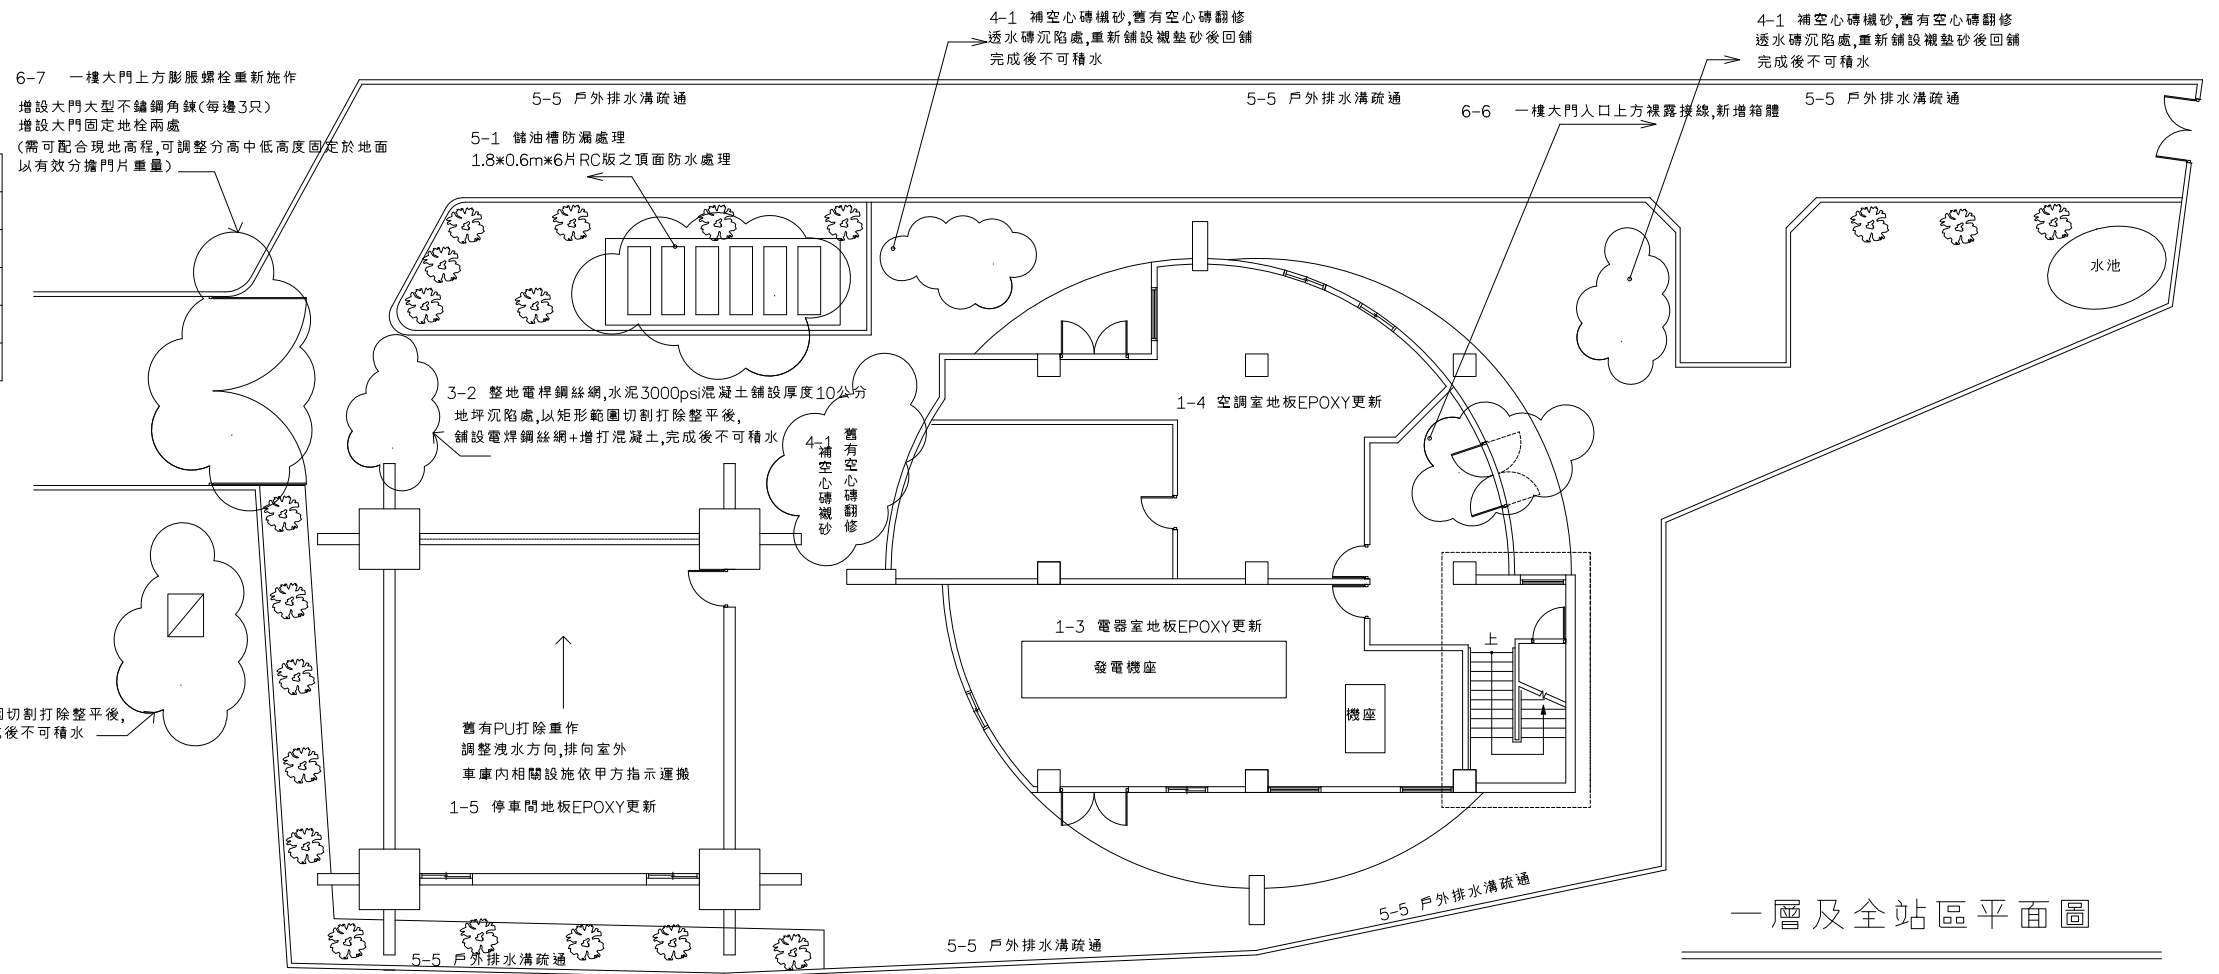 4-1 補空心磚襯砂,舊有空心磚翻修
透水磚沉陷處,重新舖設襯墊砂後回舖
完成後不可積水
4-1 補空心磚襯砂,舊有空心磚翻修
透水磚沉陷處,重新舖設襯墊砂後回舖
完成後不可積水
6-7 一樓大門上方膨脹螺栓重新施作
增設大門大型不鏽鋼角鍊(每邊3只)
增設大門固定地栓兩處
(需可配合現地高程,可調整分高中低高度固定於地面
以有效分擔門片重量)
5-5 戶外排水溝疏通
5-5 戶外排水溝疏通
5-5 戶外排水溝疏通
6-6 一樓大門入口上方裸露接線,新增箱體
5-1 儲油槽防漏處理
1.8*0.6m*6片RC版之頂面防水處理
水池
3-2 整地電桿鋼絲網,水泥3000psi混凝土舖設厚度10公分
地坪沉陷處,以矩形範圍切割打除整平後,
舖設電焊鋼絲網+增打混凝土,完成後不可積水
4-1
補空心磚襯砂
舊有空心磚翻修
1-4 空調室地板EPOXY更新
1-3 電器室地板EPOXY更新
發電機座
機座
上
切割打除整平後,
後不可積水
舊有PU打除重作
調整洩水方向,排向室外
車庫內相關設施依甲方指示運搬
1-5 停車間地板EPOXY更新
5-5 戶外排水溝疏通
5-5 戶外排水溝疏通
5-5 戶外排水溝疏通
一層及全站區平面圖